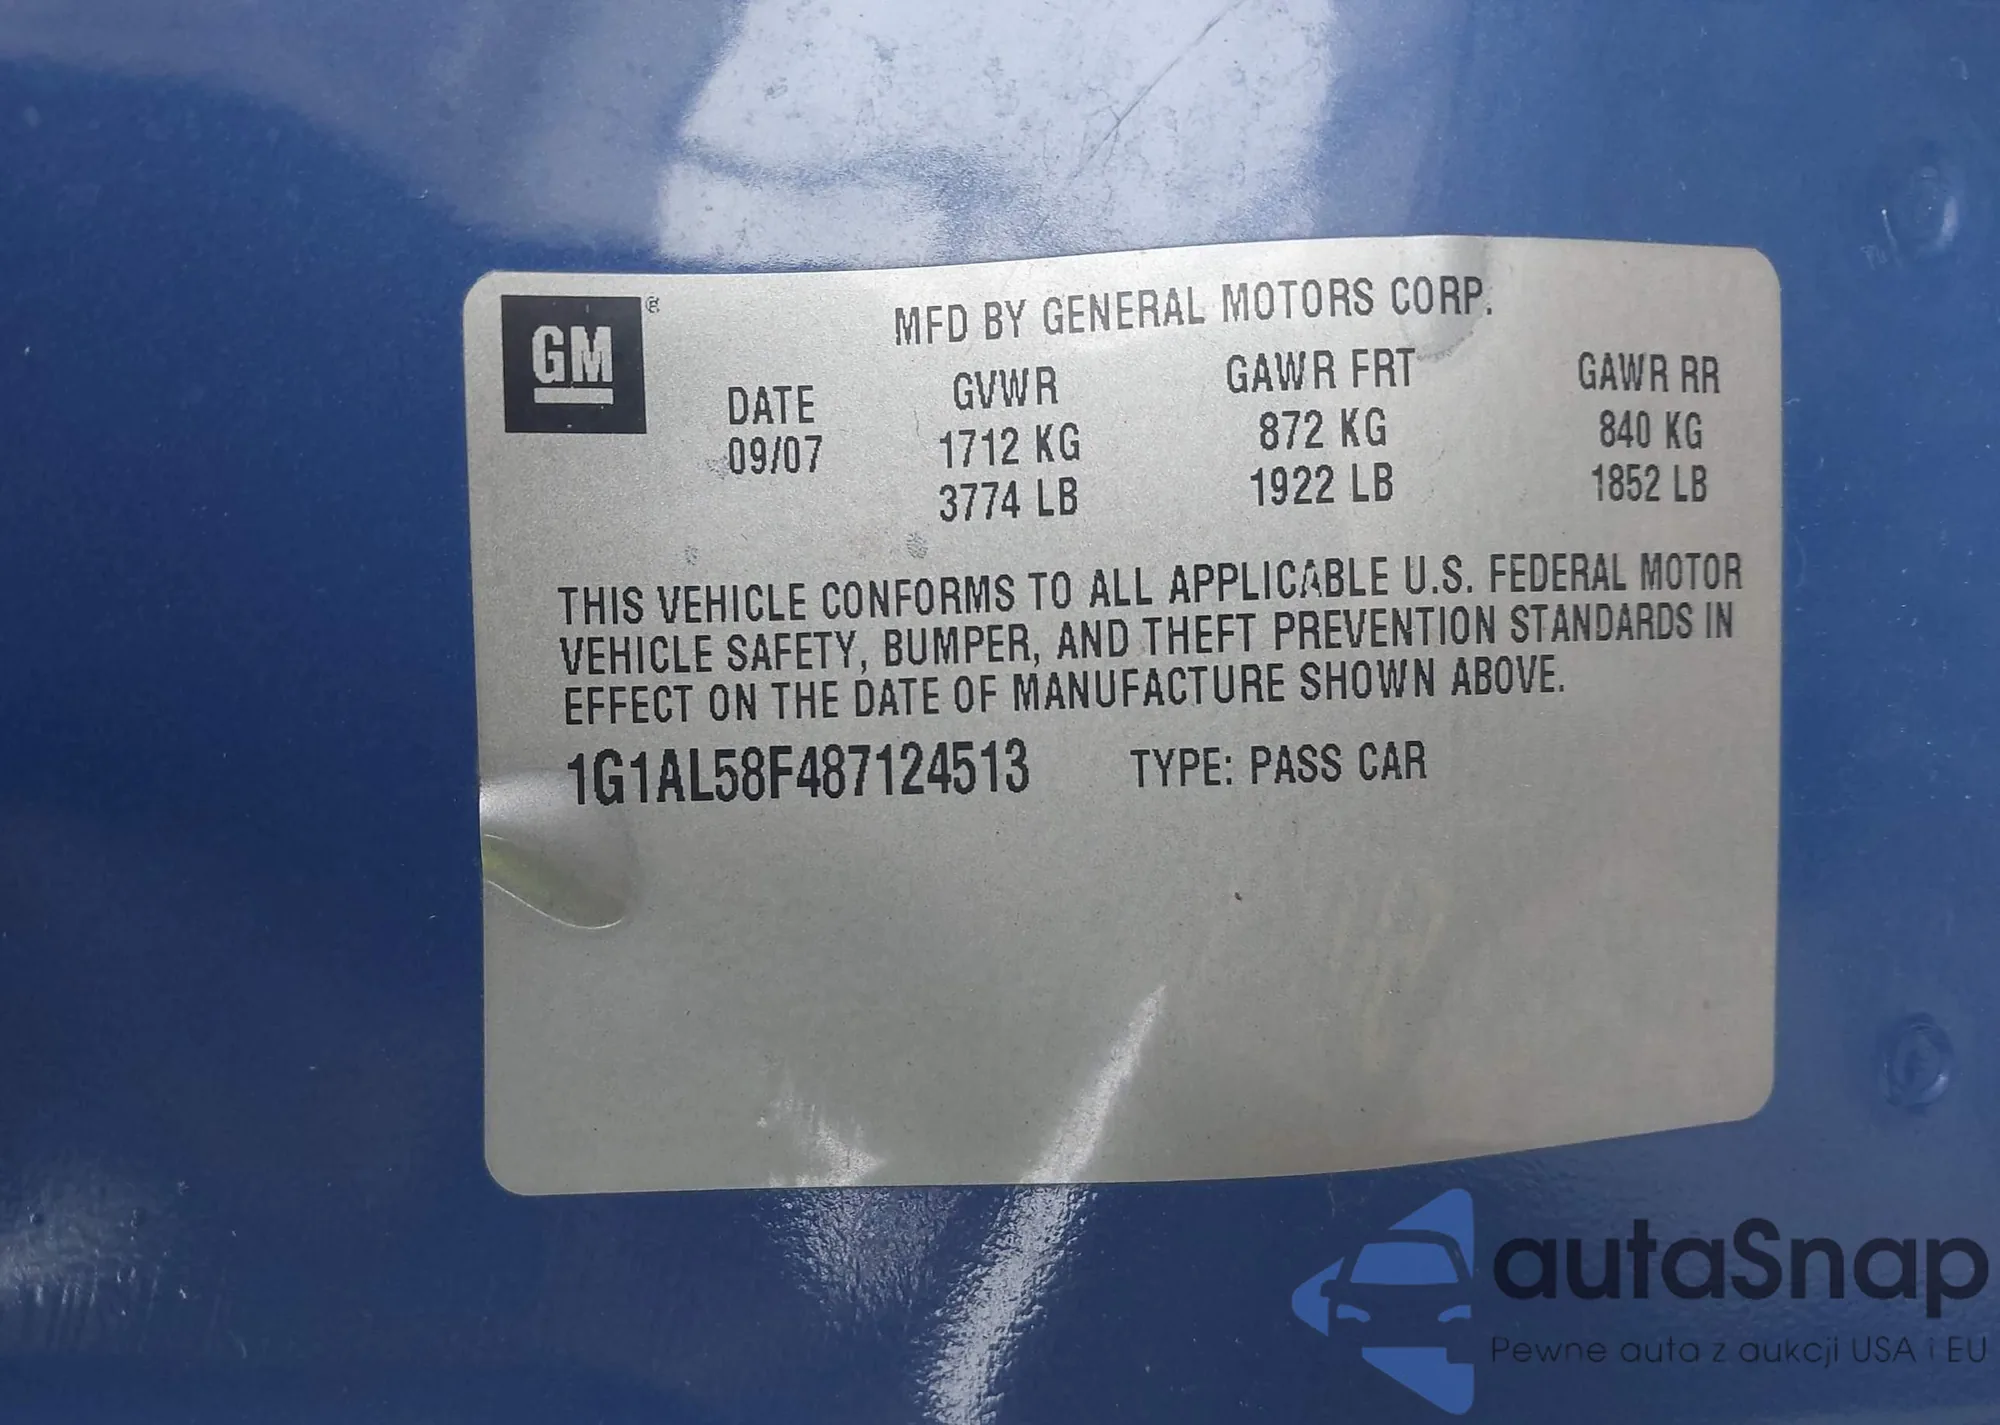 GM ®
MFD BY GENERAL MOTORS CORP.
DATE GVWR GAWR FRT GAWR RR
09/07 1712 KG 872 KG 840 KG
3774 LB 1922 LB 1852 LB
THIS VEHICLE CONFORMS TO ALL APPLICABLE U.S. FEDERAL MOTOR
VEHICLE SAFETY, BUMPER, AND THEFT PREVENTION STANDARDS IN
EFFECT ON THE DATE OF MANUFACTURE SHOWN ABOVE.
1G1AL58F487124513 TYPE: PASS CAR
autaSnap
Pewne auta z aukcji USA i EU